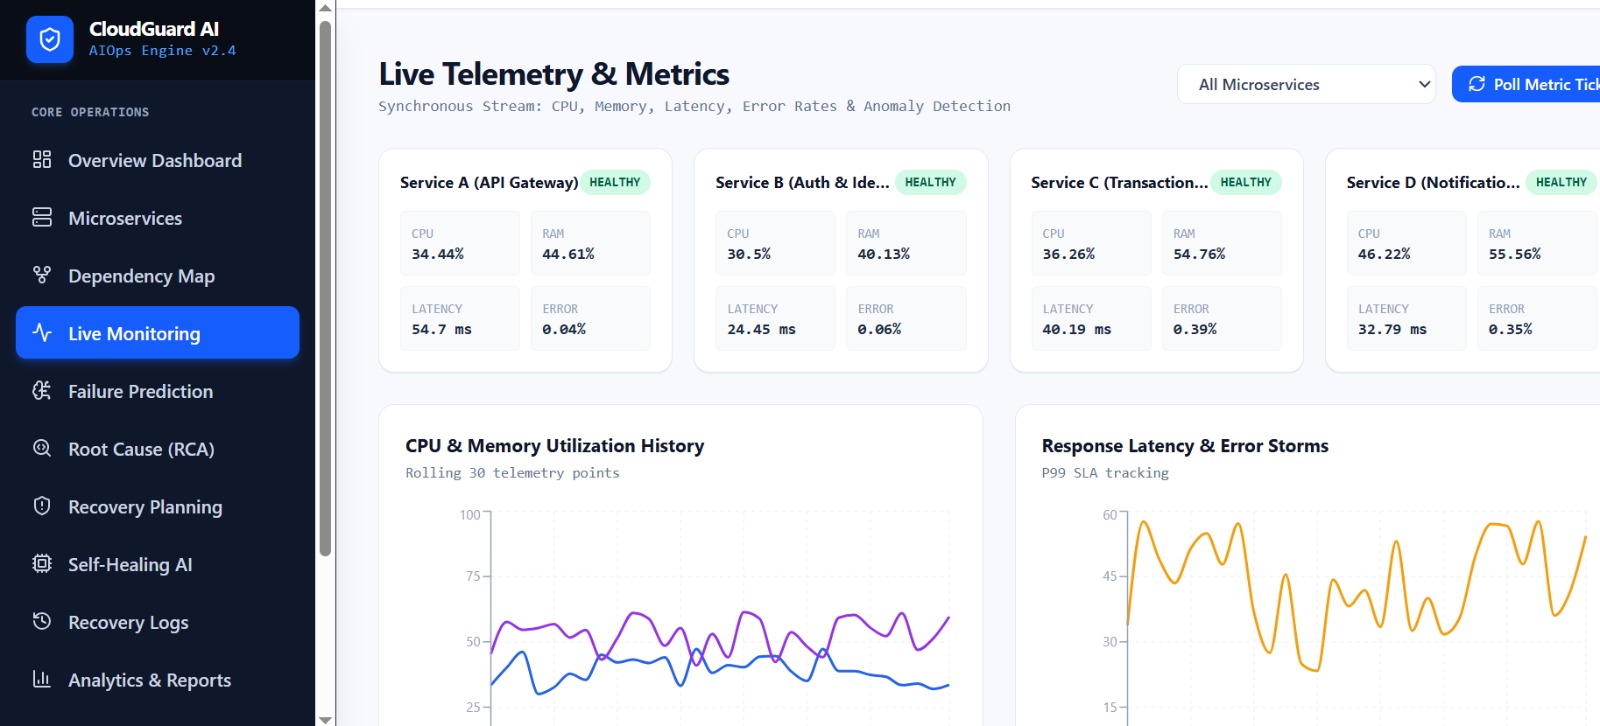 CloudGuard AI
AIOps Engine v2.4
CORE OPERATIONS
Overview Dashboard
Microservices
Dependency Map
Live Monitoring
Failure Prediction
Root Cause (RCA)
Recovery Planning
Self-Healing AI
Recovery Logs
Analytics & Reports
Live Telemetry & Metrics
Synchronous Stream: CPU, Memory, Latency, Error Rates & Anomaly Detection
All Microservices
Poll Metric Tick
Service A (API Gateway) HEALTHY
CPU
34.44%
RAM
44.61%
LATENCY
54.7 ms
ERROR
0.04%
Service B (Auth & Ide... HEALTHY
CPU
30.5%
RAM
40.13%
LATENCY
24.45 ms
ERROR
0.06%
Service C (Transaction... HEALTHY
CPU
36.26%
RAM
54.76%
LATENCY
40.19 ms
ERROR
0.39%
Service D (Notificatio... HEALTHY
CPU
46.22%
RAM
55.56%
LATENCY
32.79 ms
ERROR
0.35%
CPU & Memory Utilization History
Rolling 30 telemetry points
100
75
50
25
Response Latency & Error Storms
P99 SLA tracking
60
45
30
15